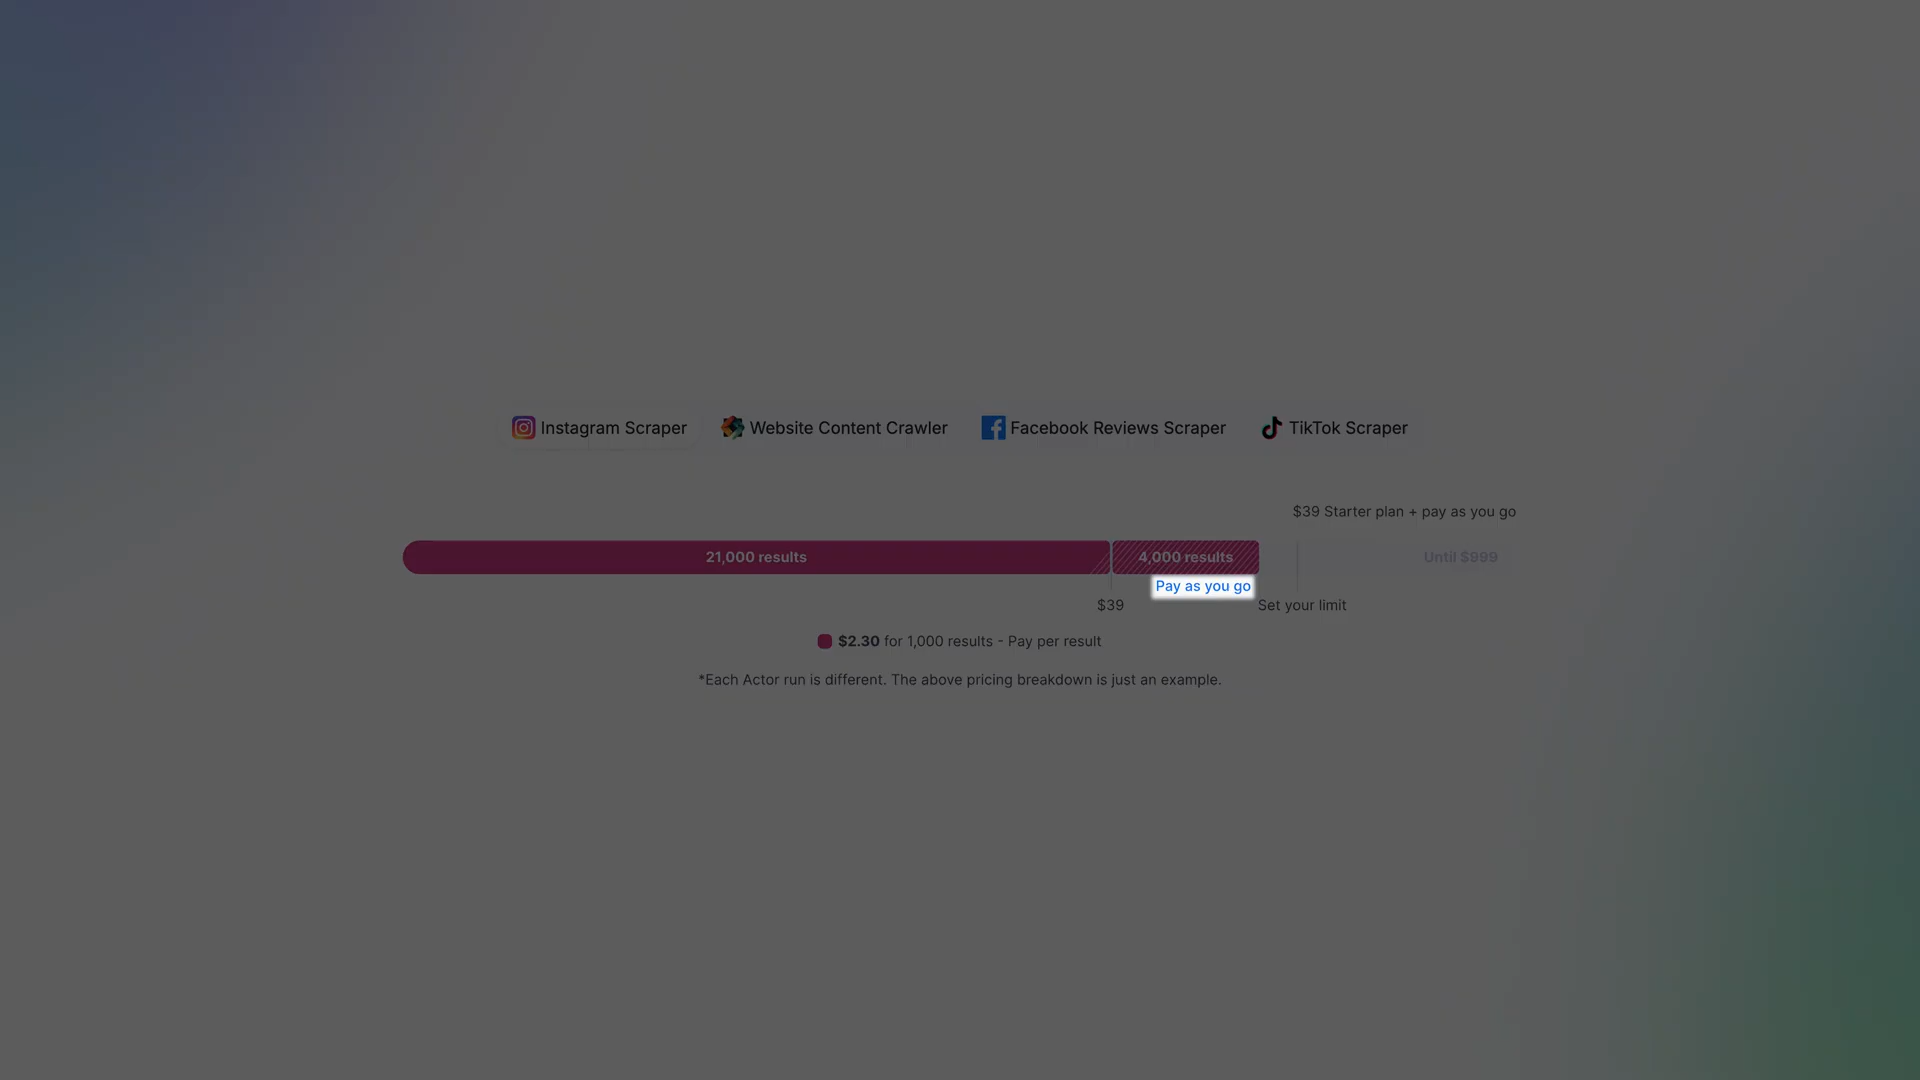 Instagram Scraper Website Content Crawler Facebook Reviews Scraper TikTok Scraper
$39 Starter plan + pay as you go
21,000 results 4,000 results Until $999
Pay as you go
$39 Set your limit
$2.30 for 1,000 results - Pay per result
*Each Actor run is different. The above pricing breakdown is just an example.